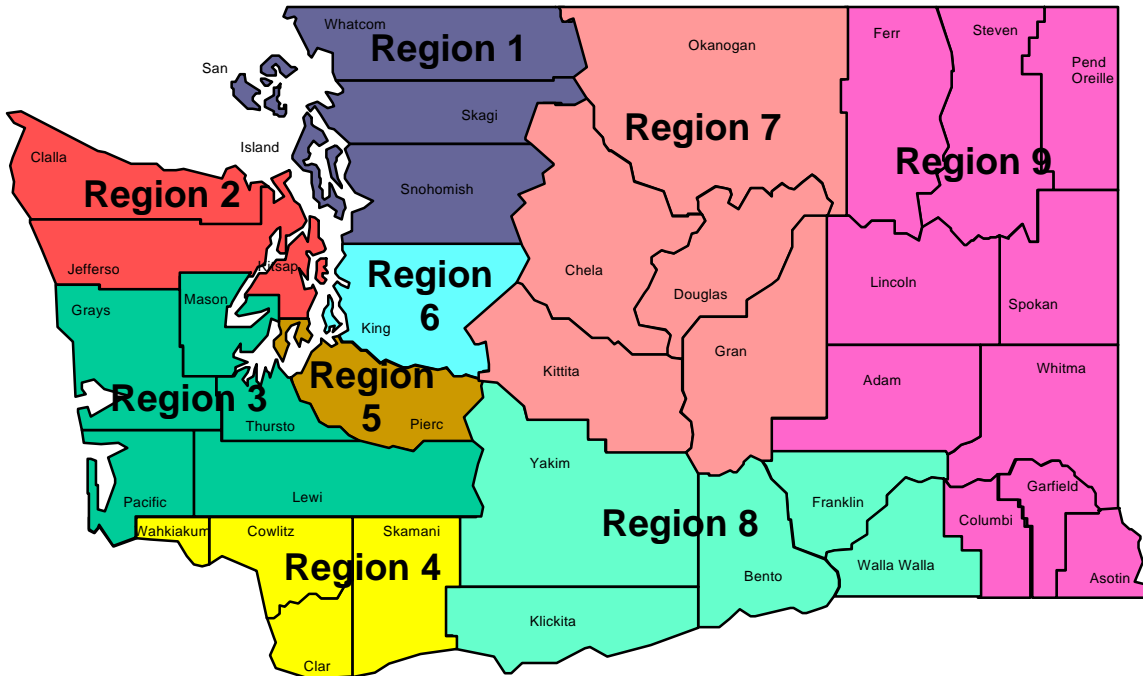 Whatcom
Region 1
Okanogan
Ferr
Steven
Pend
Oreille
San
Skagi
Region 7
Island
Clalla
Region 2
Snohomish
Region 9
Jefferso
Kitsap
Region
6
Chela
Douglas
Lincoln
Spokan
Grays
Mason
King
Gran
Kittita
Adam
Whitma
Region 3
Region
5
Thursto
Pierc
Yakim
Pacific
Lewi
Franklin
Garfield
Columbi
Wahkiakum
Cowlitz
Skamani
Region 8
Region 4
Bento
Walla Walla
Asotin
Klickita
Clar